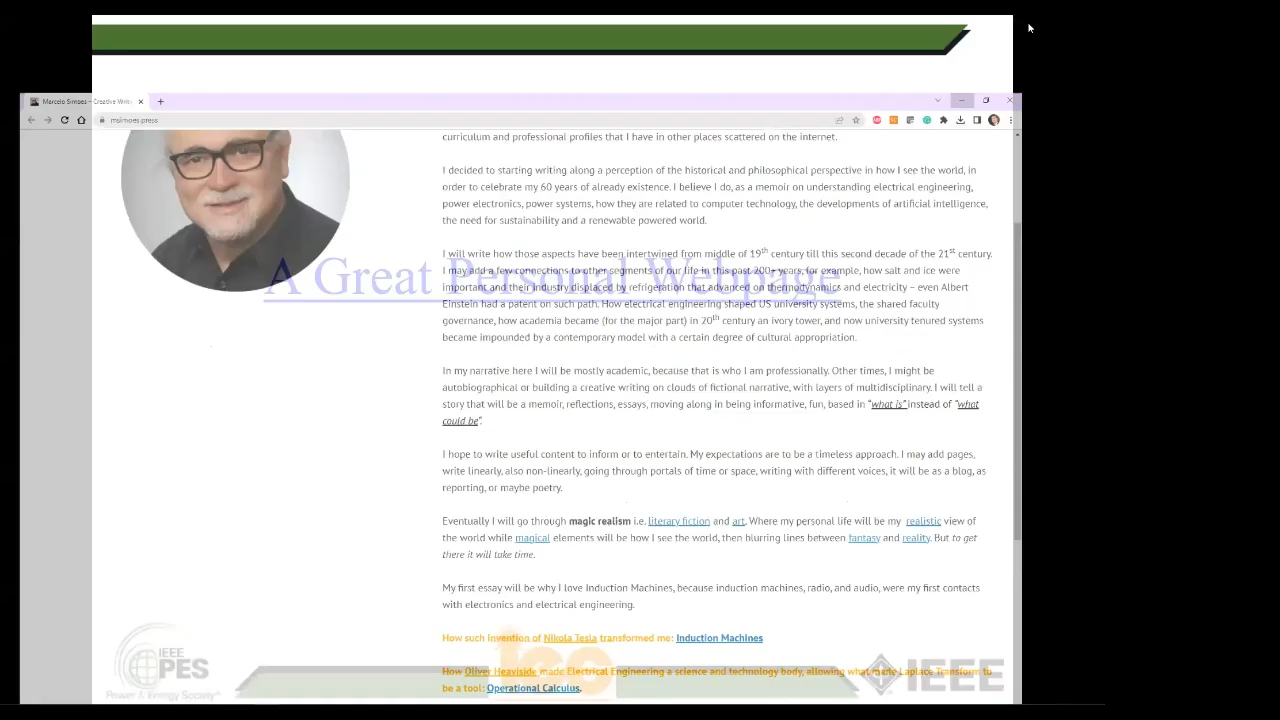 Marcelo Simoes – Creative Write
msimoes.press
curriculum and professional profiles that I have in other places scattered on the internet.
I decided to starting writing along a perception of the historical and philosophical perspective in how I see the world, in
order to celebrate my 60 years of already existence. I believe I do, as a memoir on understanding electrical engineering,
power electronics, power systems, how they are related to computer technology, the developments of artificial intelligence,
the need for sustainability and a renewable powered world.
I will write how those aspects have been intertwined from middle of 19th century till this second decade of the 21st century.
I may add a few connections to other segments of our life in this past 200+ years, for example, how salt and ice were
A Great Personal Webpage
important and their industry displaced by refrigeration that advanced on thermodynamics and electricity – even Albert
Einstein had a patent on such path. How electrical engineering shaped US university systems, the shared faculty
governance, how academia became (for the major part) in 20th century an ivory tower, and now university tenured systems
became impounded by a contemporary model with a certain degree of cultural appropriation.
In my narrative here I will be mostly academic, because that is who I am professionally. Other times, I might be
autobiographical or building a creative writing on clouds of fictional narrative, with layers of multidisciplinary. I will tell a
story that will be a memoir, reflections, essays, moving along in being informative, fun, based in “what is” instead of “what
could be”.
I hope to write useful content to inform or to entertain. My expectations are to be a timeless approach. I may add pages,
write linearly, also non-linearly, going through portals of time or space, writing with different voices, it will be as a blog, as
reporting, or maybe poetry.
Eventually I will go through magic realism i.e. literary fiction and art. Where my personal life will be my realistic view of
the world while magical elements will be how I see the world, then blurring lines between fantasy and reality. But to get
there it will take time.
My first essay will be why I love Induction Machines, because induction machines, radio, and audio, were my first contacts
with electronics and electrical engineering.
How such invention of Nikola Tesla transformed me: Induction Machines
How Oliver Heaviside made Electrical Engineering a science and technology body, allowing what made Laplace Transform to
be a tool: Operational Calculus.
IEEE
PES
Power & Energy Society
IEEE